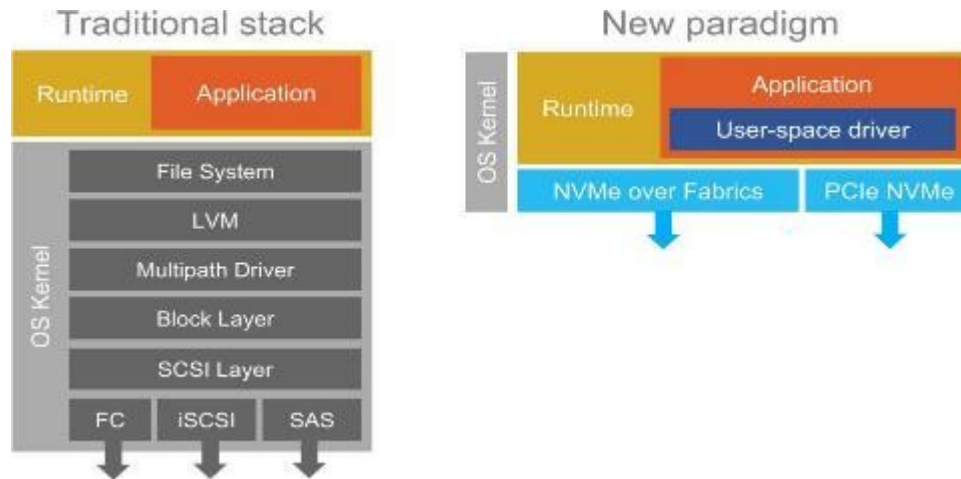 Traditional stack
Runtime
Application
OS Kernel
File System
LVM
Multipath Driver
Block Layer
SCSI Layer
FC
iSCSI
SAS
New paradigm
OS Kernel
Runtime
Application
User-space driver
NVMe over Fabrics
PCIe NVMe